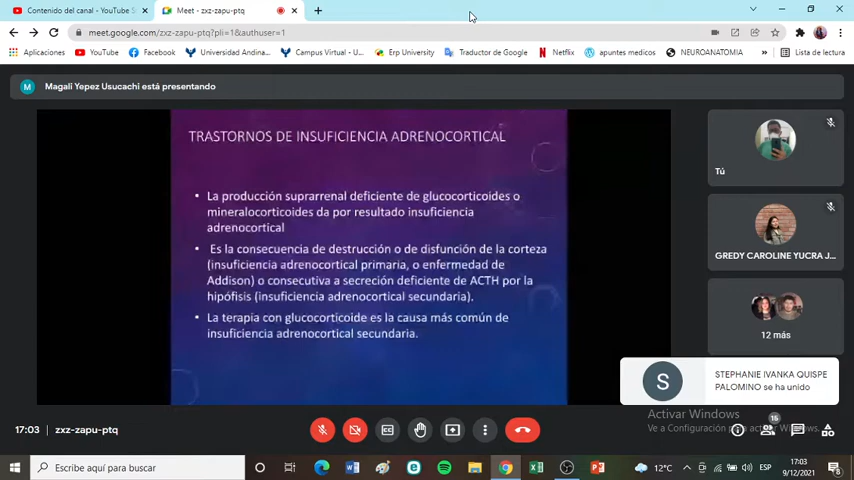 Contenido del canal - YouTube S
Meet - zxz-zapu-ptq
meet.google.com/zxz-zapu-ptq?pli=1&authuser=1
Aplicaciones
YouTube
Facebook
Universidad Andina...
Campus Virtual - U...
Erp University
Traductor de Google
Netflix
apuntes medicos
NEUROANATOMIA
Lista de lectura
M
Magali Yepez Usucachi está presentando
TRASTORNOS DE INSUFICIENCIA ADRENOCORTICAL
• La producción suprarrenal deficiente de glucocorticoides o
mineralocorticoides da por resultado insuficiencia
adrenocortical
• Es la consecuencia de destrucción o de disfunción de la corteza
(insuficiencia adrenocortical primaria, o enfermedad de
Addison) o consecutiva a secreción deficiente de ACTH por la
hipófisis (insuficiencia adrenocortical secundaria).
• La terapia con glucocorticoide es la causa más común de
insuficiencia adrenocortical secundaria.
Tú
GREDY CAROLINE YUCRA J...
12 más
S
STEPHANIE IVANKA QUISPE
PALOMINO se ha unido
Activar Windows
Ve a Configuración para activar Windows.
17:03
zxz-zapu-ptq
15
Escribe aquí para buscar
12°C
ESP
17:03
9/12/2021